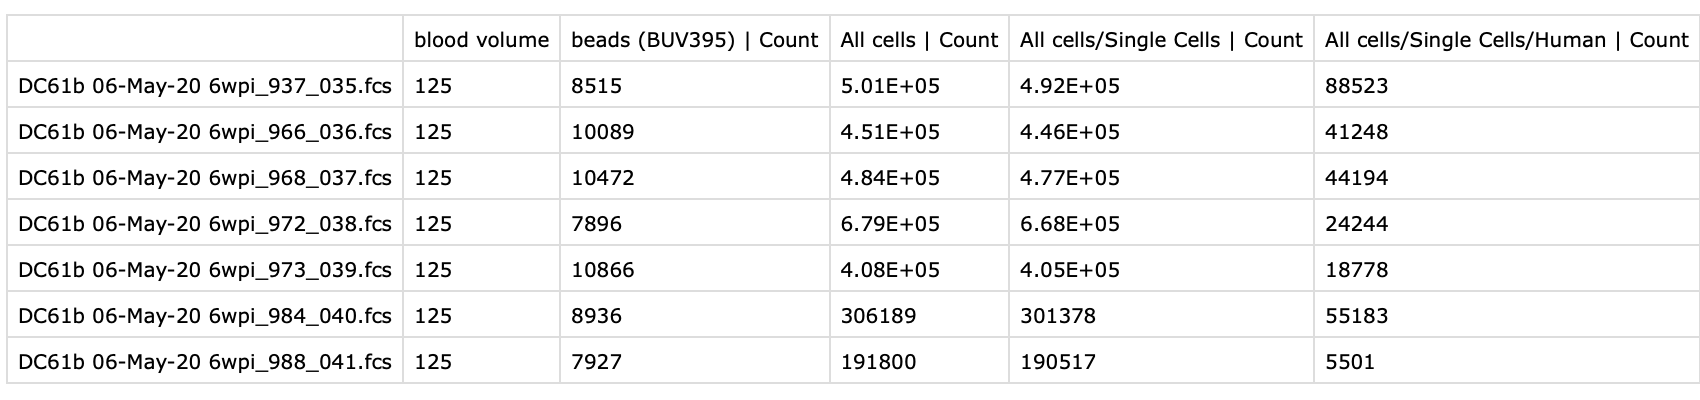 blood volume beads (BUV395) | Count All cells | Count All cells/Single Cells | Count All cells/Single Cells/Human | Count
DC61b 06-May-20 6wpi_937_035.fcs 125 8515 5.01E+05 4.92E+05 88523
DC61b 06-May-20 6wpi_966_036.fcs 125 10089 4.51E+05 4.46E+05 41248
DC61b 06-May-20 6wpi_968_037.fcs 125 10472 4.84E+05 4.77E+05 44194
DC61b 06-May-20 6wpi_972_038.fcs 125 7896 6.79E+05 6.68E+05 24244
DC61b 06-May-20 6wpi_973_039.fcs 125 10866 4.08E+05 4.05E+05 18778
DC61b 06-May-20 6wpi_984_040.fcs 125 8936 306189 301378 55183
DC61b 06-May-20 6wpi_988_041.fcs 125 7927 191800 190517 5501